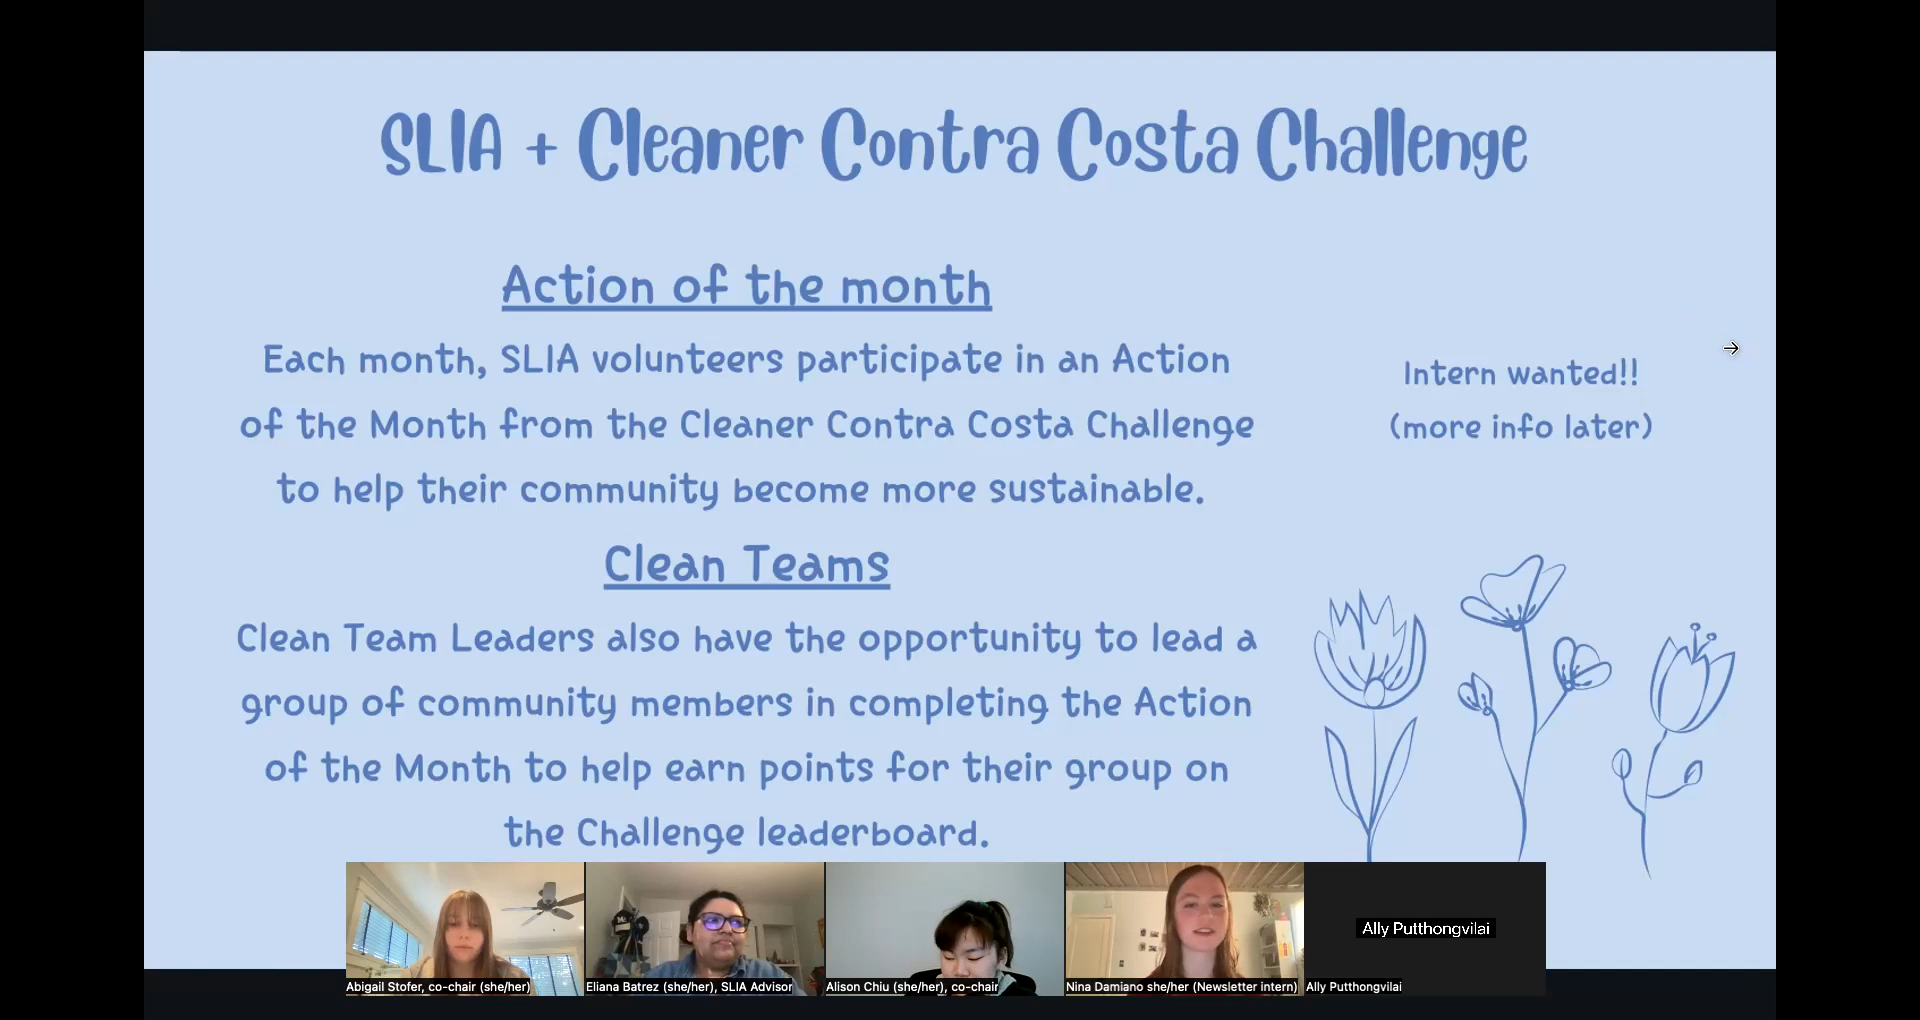 SLIA + Cleaner Contra Costa Challenge
Action of the month
Each month, SLIA volunteers participate in an Action
of the Month from the Cleaner Contra Costa Challenge
to help their community become more sustainable.
Intern wanted!!
(more info later)
Clean Teams
Clean Team Leaders also have the opportunity to lead a
group of community members in completing the Action
of the Month to help earn points for their group on
the Challenge leaderboard.
Ally Putthongvilai
Abigail Stofer, co-chair (she/her)
Eliana Batrez (she/her), SLIA Advisor
Alison Chiu (she/her), co-chair
Nina Damiano she/her (Newsletter intern)
Ally Putthongvilai